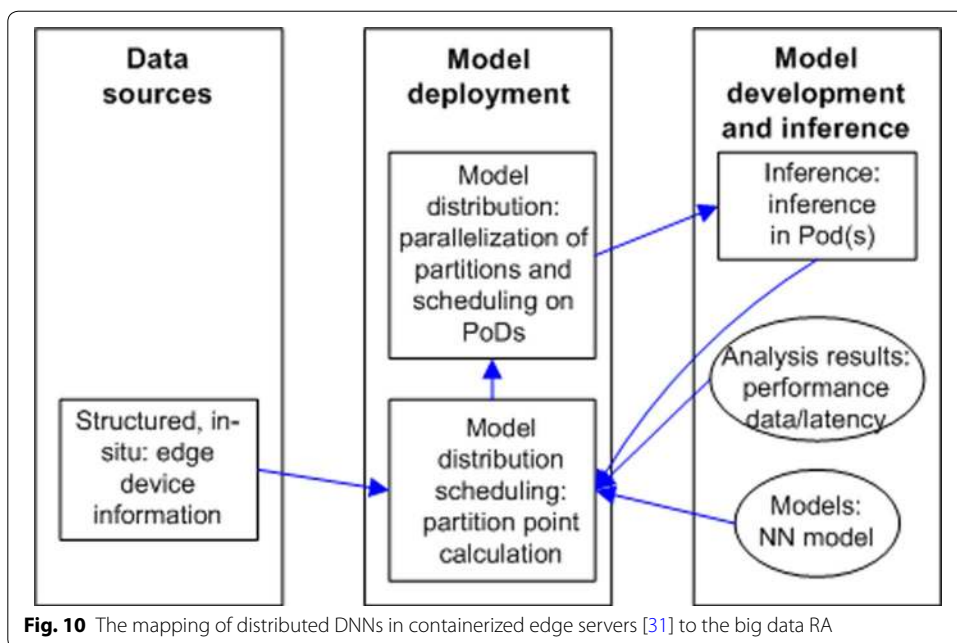 Data
sources
Structured, in-
situ: edge
device
information
Model
deployment
Model
distribution:
parallelization of
partitions and
scheduling on
PoDs
Model
distribution
scheduling:
partition point
calculation
Model
development
and inference
Inference:
inference
in Pod(s)
Analysis results:
performance
data/latency
Models:
NN model
Fig. 10 The mapping of distributed DNNs in containerized edge servers [31] to the big data RA